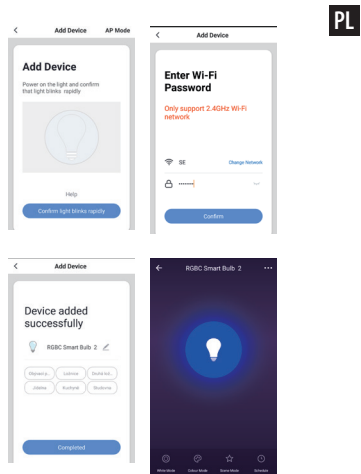 PL
Add Device
AP Mode
Add Device
Power on the light and confirm
that light blinks rapidly
Help
Confirm light blinks rapidly
Add Device
Enter Wi-Fi
Password
Only support 2.4GHz Wi-Fi
network
SE
Change Network
Confirm
Add Device
Device added
successfully
RGBC Smart Bulb 2
Ložnice
Jídelna
Kuchyně
Studovna
Completed
RGBC Smart Bulb 2
White Mode
Colour Mode
Scene Mode
Schedule